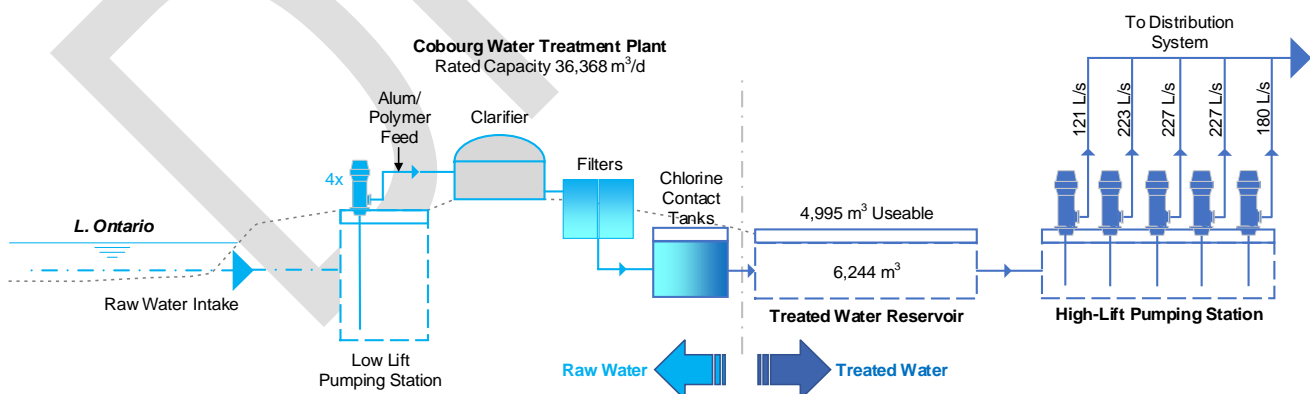 Cobourg Water Treatment Plant
Rated Capacity 36,368 m³/d
To Distribution
System
Alum/
Polymer
Feed
Clarifier
4x
Filters
Chlorine
Contact
Tanks
121 L/s
223 L/s
227 L/s
227 L/s
180 L/s
L. Ontario
4,995 m³ Useable
6,244 m³
Raw Water Intake
Treated Water Reservoir
High-Lift Pumping Station
Low Lift
Pumping Station
Raw Water
Treated Water